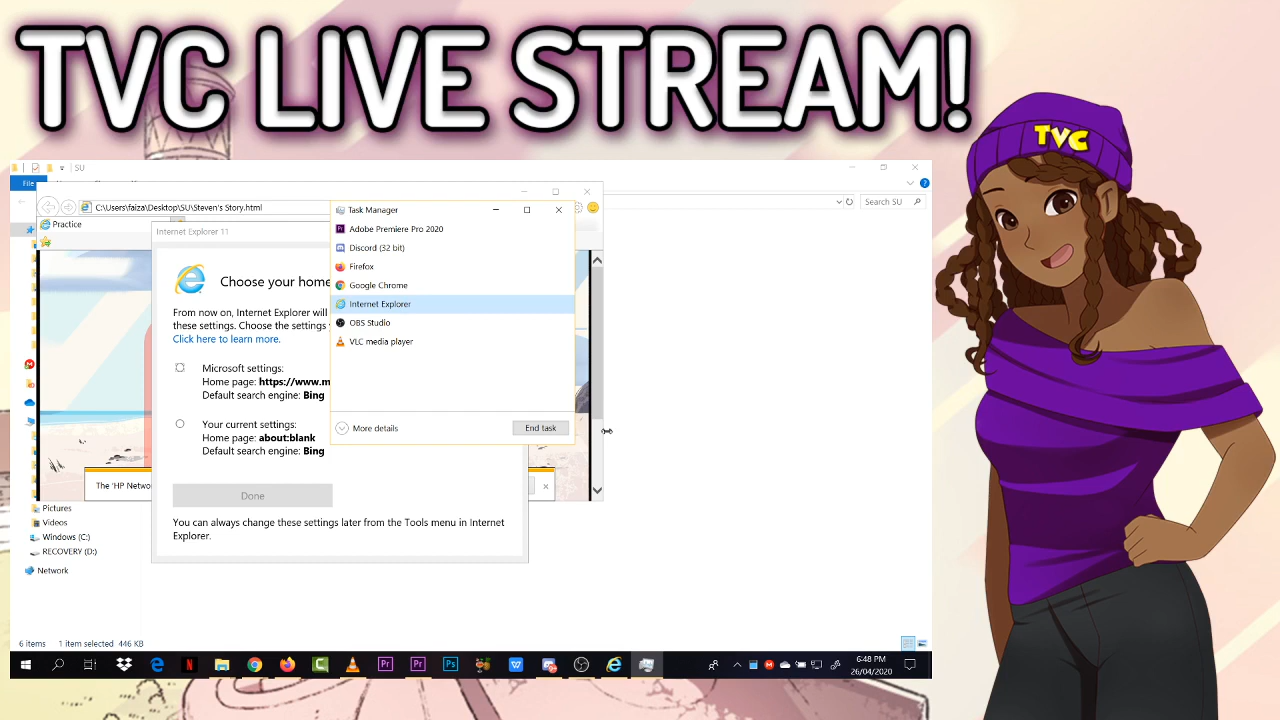 TVC LIVE STREAM!
TVC
SU
File
C:\Users\faiza\Desktop\SU\Steven's Story.html
Search SU
Practice
Task Manager
Adobe Premiere Pro 2020
Discord (32 bit)
Firefox
Google Chrome
Internet Explorer
OBS Studio
VLC media player
More details
End task
Internet Explorer 11
Choose your home
From now on, Internet Explorer will
these settings. Choose the settings
Click here to learn more.
Microsoft settings:
Home page: https://www.m
Default search engine: Bing
Your current settings:
Home page: about:blank
Default search engine: Bing
The 'HP Netwo
Done
You can always change these settings later from the Tools menu in Internet
Explorer.
Pictures
Videos
Windows (C:)
RECOVERY (D:)
Network
6 items 1 item selected 446 KB
6:48 PM
26/04/2020